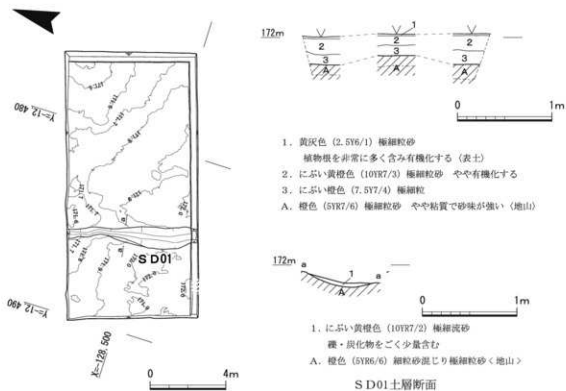 1
172m
2
2
2
3
3
3
A
A
A
0
1m
1．黄灰色（2.5Y6/1）極細粒砂
植物根を非常に多く含み有機化する〈表土〉
2．にぶい黄橙色（10YR7/3）極細粒砂　やや有機化する
3．にぶい橙色（7.5Y7/4）極細粒
A．橙色（5YR7/6）極細粒砂　やや粘質で砂味が強い〈地山〉
Y=-12,480
SD01
Y=-12,490
X=-128,500
0
4m
172m
a
1
a
A
0
1m
1．にぶい黄橙色（10YR7/2）極細流砂
礫・炭化物をごく少量含む
A．橙色（5YR6/6）細粒砂混じり極細粒砂＜地山＞
SD01土層断面